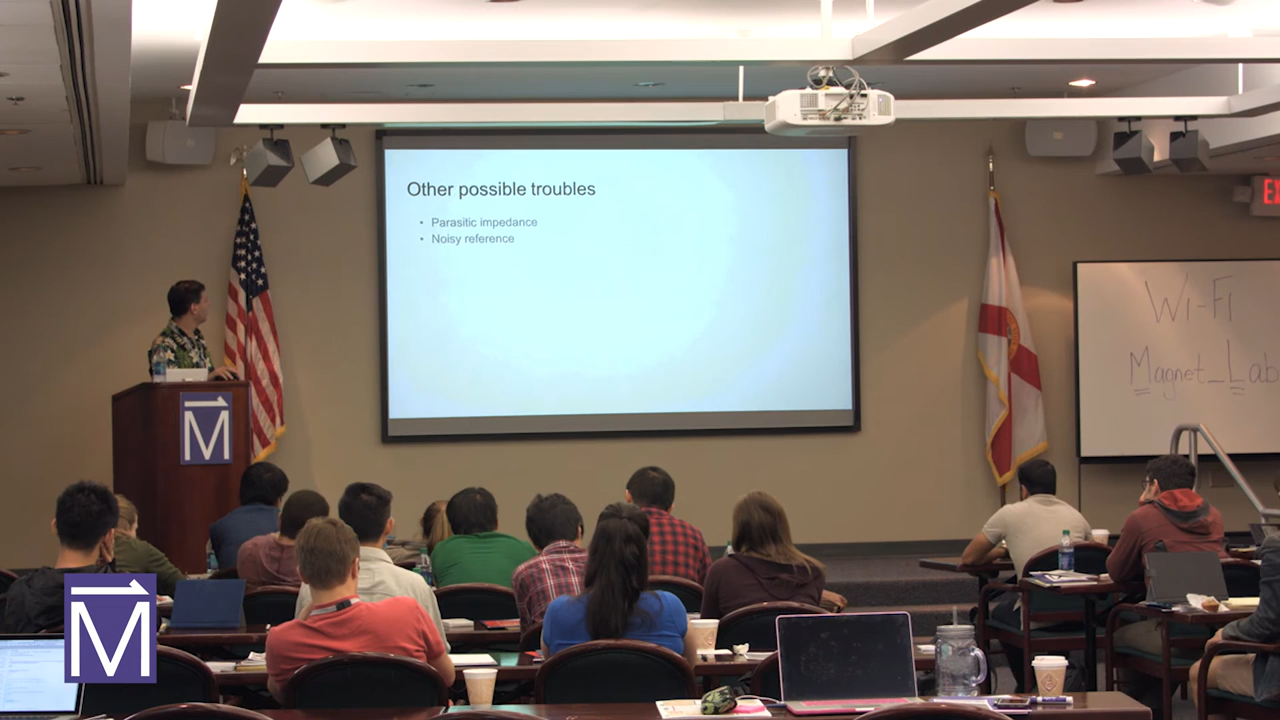 Other possible troubles
• Parasitic impedance
• Noisy reference
EX
Wi-Fi
Magnet_Lab
M
M